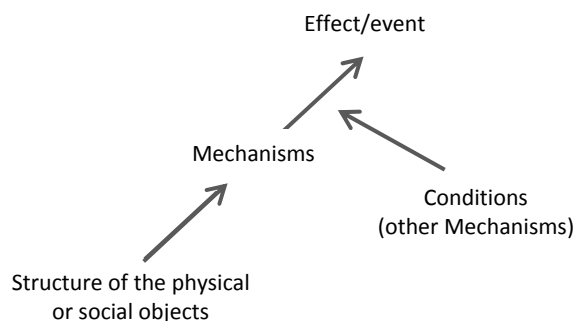 Effect/event
Mechanisms
Conditions
(other Mechanisms)
Structure of the physical
or social objects